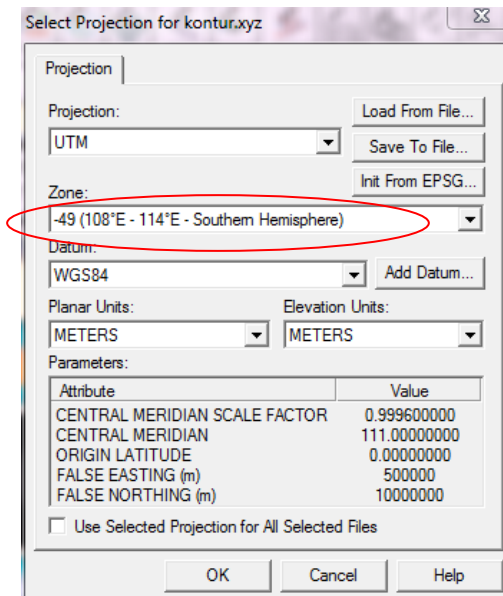 Select Projection for kontur.xyz
Projection
Projection:
Load From File...
UTM
Save To File...
Init From EPSG...
Zone:
-49 (108°E - 114°E - Southern Hemisphere)
Datum:
WGS84
Add Datum...
Planar Units:
Elevation Units:
METERS
METERS
Parameters:
Attribute Value
CENTRAL MERIDIAN SCALE FACTOR 0.999600000
CENTRAL MERIDIAN 111.00000000
ORIGIN LATITUDE 0.00000000
FALSE EASTING (m) 500000
FALSE NORTHING (m) 10000000
Use Selected Projection for All Selected Files
OK Cancel Help